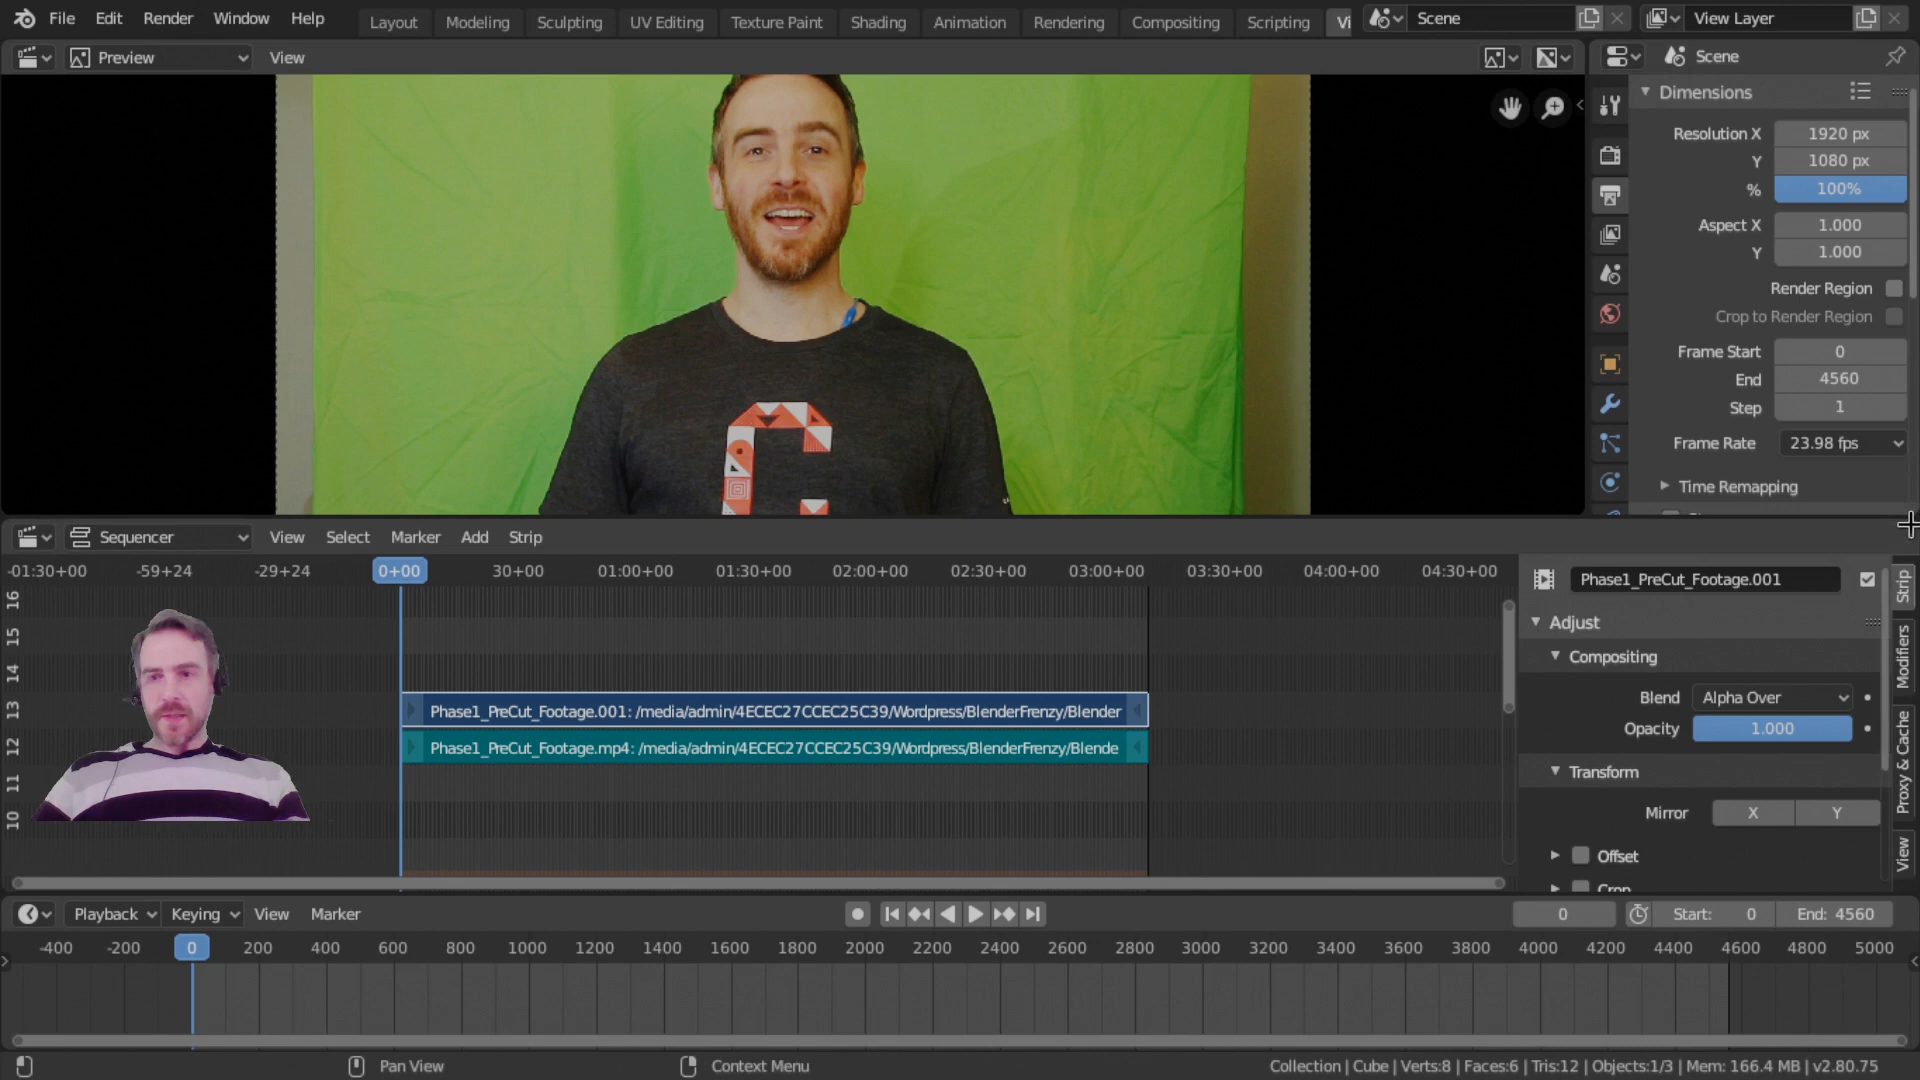 File Edit Render Window Help Layout Modeling Sculpting UV Editing Texture Paint Shading Animation Rendering Compositing Scripting Vi Scene View Layer
Preview View Scene
Dimensions
Resolution X 1920 px
Y 1080 px
% 100%
Aspect X 1.000
Y 1.000
Render Region
Crop to Render Region
Frame Start 0
End 4560
Step 1
Frame Rate 23.98 fps
Time Remapping
Sequencer View Select Marker Add Strip
-01:30+00 -59+24 -29+24 0+00 30+00 01:00+00 01:30+00 02:00+00 02:30+00 03:00+00 03:30+00 04:00+00 04:30+00
16
15
14
13
12
11
10
Phase1_PreCut_Footage.001: /media/admin/4ECEC27CCEC25C39/Wordpress/BlenderFrenzy/Blender
Phase1_PreCut_Footage.mp4: /media/admin/4ECEC27CCEC25C39/Wordpress/BlenderFrenzy/Blende
Phase1_PreCut_Footage.001
Adjust
Compositing
Blend Alpha Over
Opacity 1.000
Transform
Mirror X Y
Offset
Crop
Strip
Modifiers
Proxy & Cache
View
Playback Keying View Marker 0 Start: 0 End: 4560
-400 -200 0 200 400 600 800 1000 1200 1400 1600 1800 2000 2200 2400 2600 2800 3000 3200 3400 3600 3800 4000 4200 4400 4600 4800 5000
Pan View Context Menu Collection | Cube | Verts:8 | Faces:6 | Tris:12 | Objects:1/3 | Mem: 166.4 MB | v2.80.75